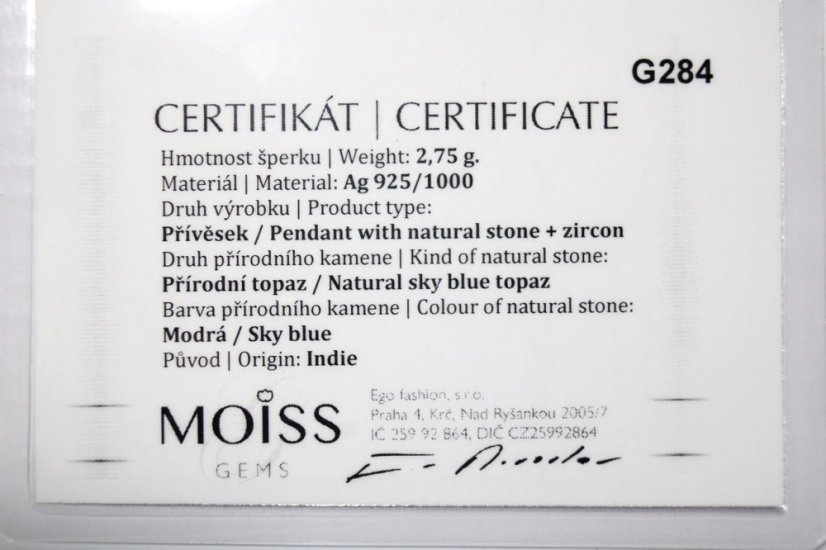 G284
CERTIFIKÁT | CERTIFICATE
Hmotnost šperku | Weight: 2,75 g.
Materiál | Material: Ag 925/1000
Druh výrobku | Product type:
Přívěsek / Pendant with natural stone + zircon
Druh přírodního kamene | Kind of natural stone:
Přírodní topaz / Natural sky blue topaz
Barva přírodního kamene | Colour of natural stone:
Modrá / Sky blue
Původ | Origin: Indie
MOISS
GEMS
Ego fashion, s.r.o.
Praha 4, Krč, Nad Ryšánkou 2005/7
IČ 259 92 864, DIČ CZ25992864